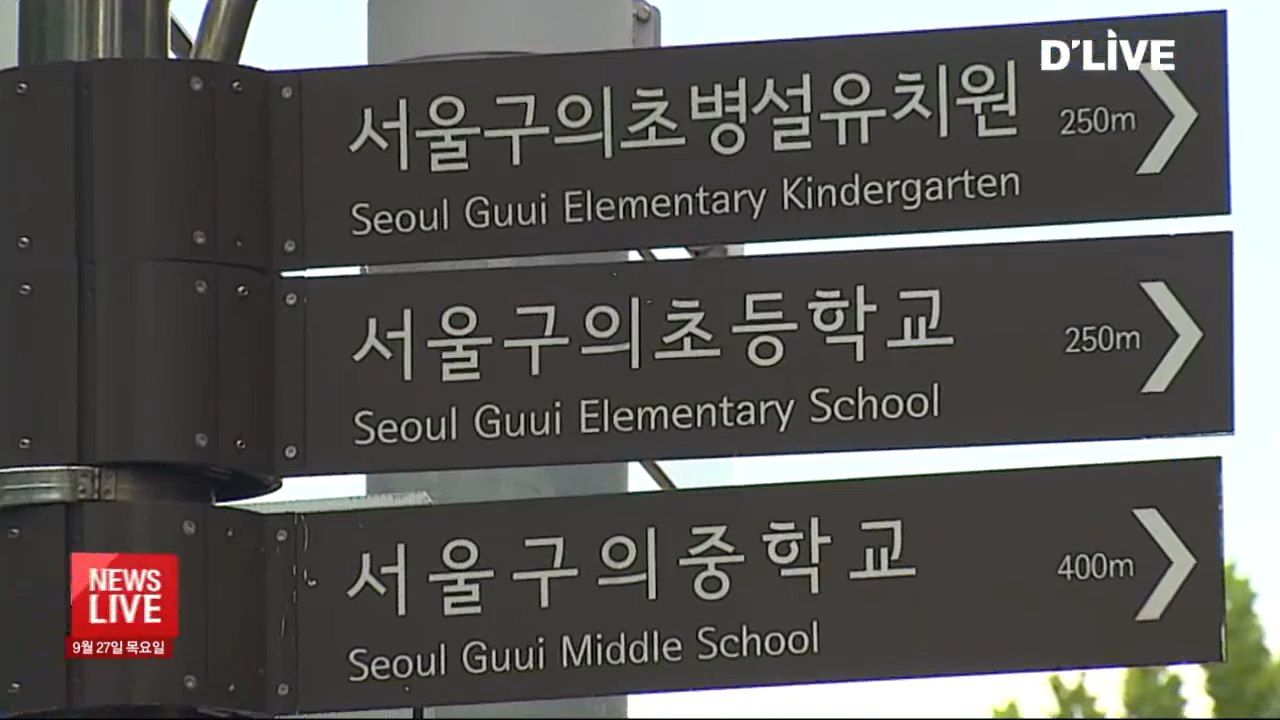 D'LIVE
서울구의초병설유치원 250m
Seoul Guui Elementary Kindergarten
서울구의초등학교 250m
Seoul Guui Elementary School
서울구의중학교 400m
Seoul Guui Middle School
NEWS
LIVE
9월 27일 목요일